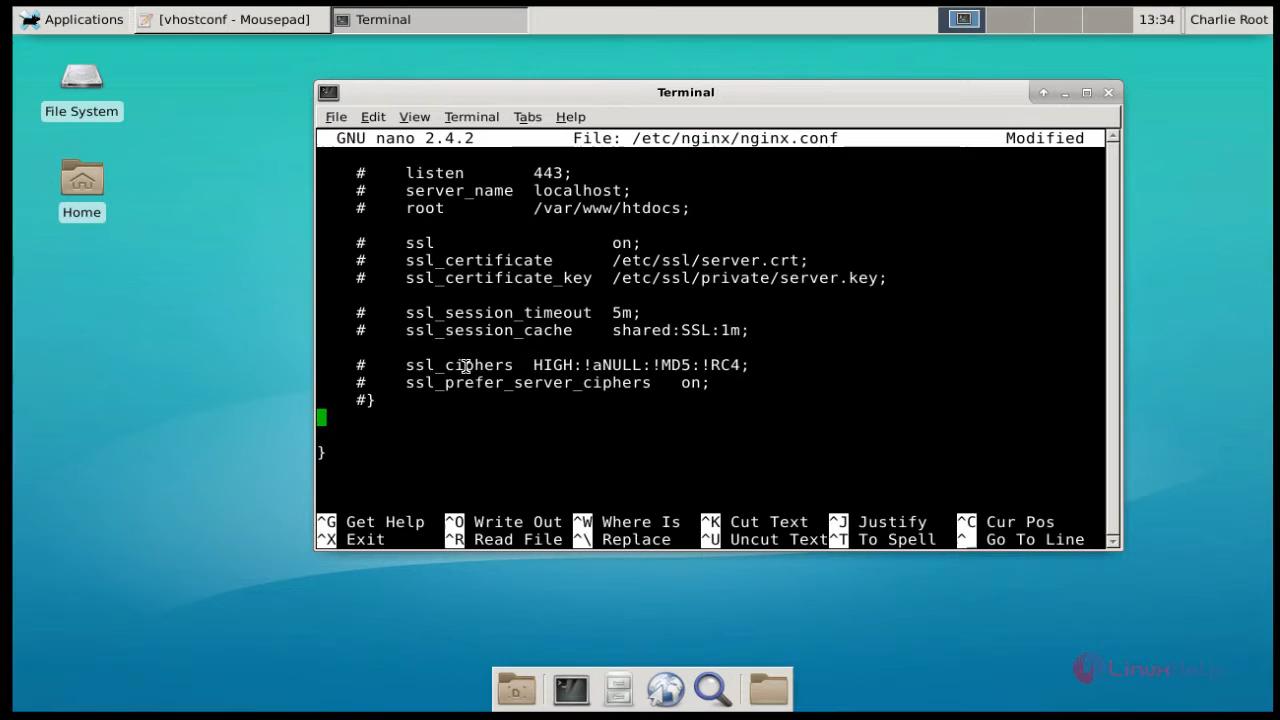 Applications [vhostconf - Mousepad] Terminal 13:34 Charlie Root
File System
Home
Terminal
File Edit View Terminal Tabs Help
GNU nano 2.4.2 File: /etc/nginx/nginx.conf Modified
# listen 443;
# server_name localhost;
# root /var/www/htdocs;
# ssl on;
# ssl_certificate /etc/ssl/server.crt;
# ssl_certificate_key /etc/ssl/private/server.key;
# ssl_session_timeout 5m;
# ssl_session_cache shared:SSL:1m;
# ssl_ciphers HIGH:!aNULL:!MD5:!RC4;
# ssl_prefer_server_ciphers on;
#}
}
^G Get Help ^O Write Out ^W Where Is ^K Cut Text ^J Justify ^C Cur Pos
^X Exit ^R Read File ^\ Replace ^U Uncut Text ^T To Spell ^_ Go To Line
LinuxHelp